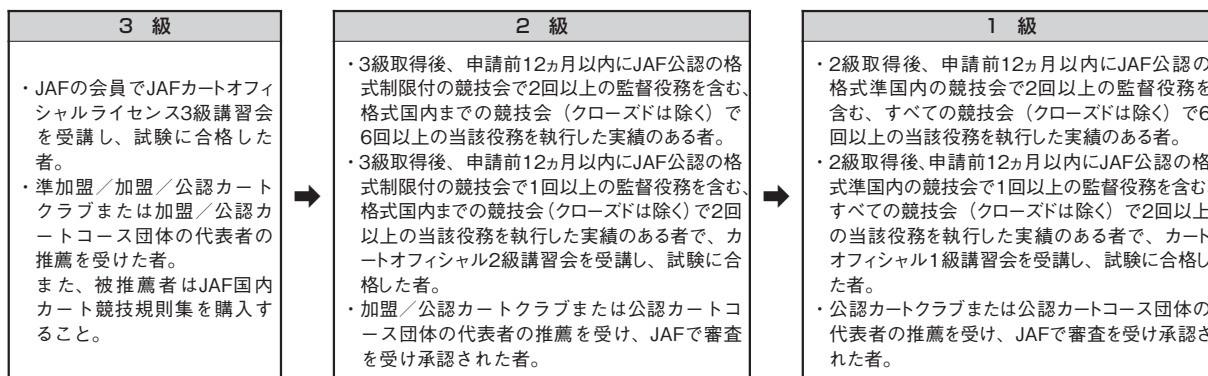 3 級
・JAFの会員でJAFカートオフィ
シャルライセンス3級講習会
を受講し、試験に合格した
者。
・準加盟／加盟／公認カート
クラブまたは加盟／公認カ
ートコース団体の代表者の
推薦を受けた者。
また、被推薦者はJAF国内
カート競技規則集を購入す
ること。
➡
2 級
・3級取得後、申請前12ヵ月以内にJAF公認の格
式制限付の競技会で2回以上の監督役務を含む、
格式国内までの競技会（クローズドは除く）で
6回以上の当該役務を執行した実績のある者。
・3級取得後、申請前12ヵ月以内にJAF公認の格
式制限付の競技会で1回以上の監督役務を含む、
格式国内までの競技会（クローズドは除く）で2回
以上の当該役務を執行した実績のある者で、カ
ートオフィシャル2級講習会を受講し、試験に合
格した者。
・加盟／公認カートクラブまたは公認カートコ
ース団体の代表者の推薦を受け、JAFで審査
を受け承認された者。
➡
1 級
・2級取得後、申請前12ヵ月以内にJAF公認の
格式準国内の競技会で2回以上の監督役務を
含む、すべての競技会（クローズドは除く）で6
回以上の当該役務を執行した実績のある者。
・2級取得後、申請前12ヵ月以内にJAF公認の格
式準国内の競技会で1回以上の監督役務を含む、
すべての競技会（クローズドは除く）で2回以上
の当該役務を執行した実績のある者で、カート
オフィシャル1級講習会を受講し、試験に合格し
た者。
・公認カートクラブまたは公認カートコース団体の
代表者の推薦を受け、JAFで審査を受け承認さ
れた者。